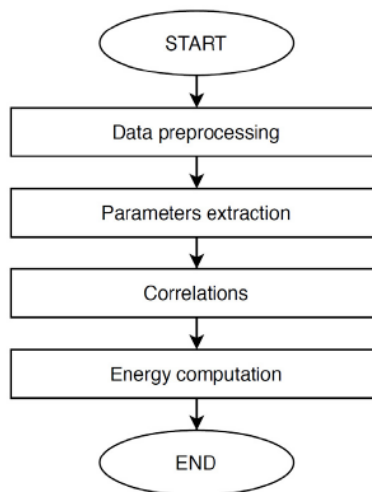 START
Data preprocessing
Parameters extraction
Correlations
Energy computation
END